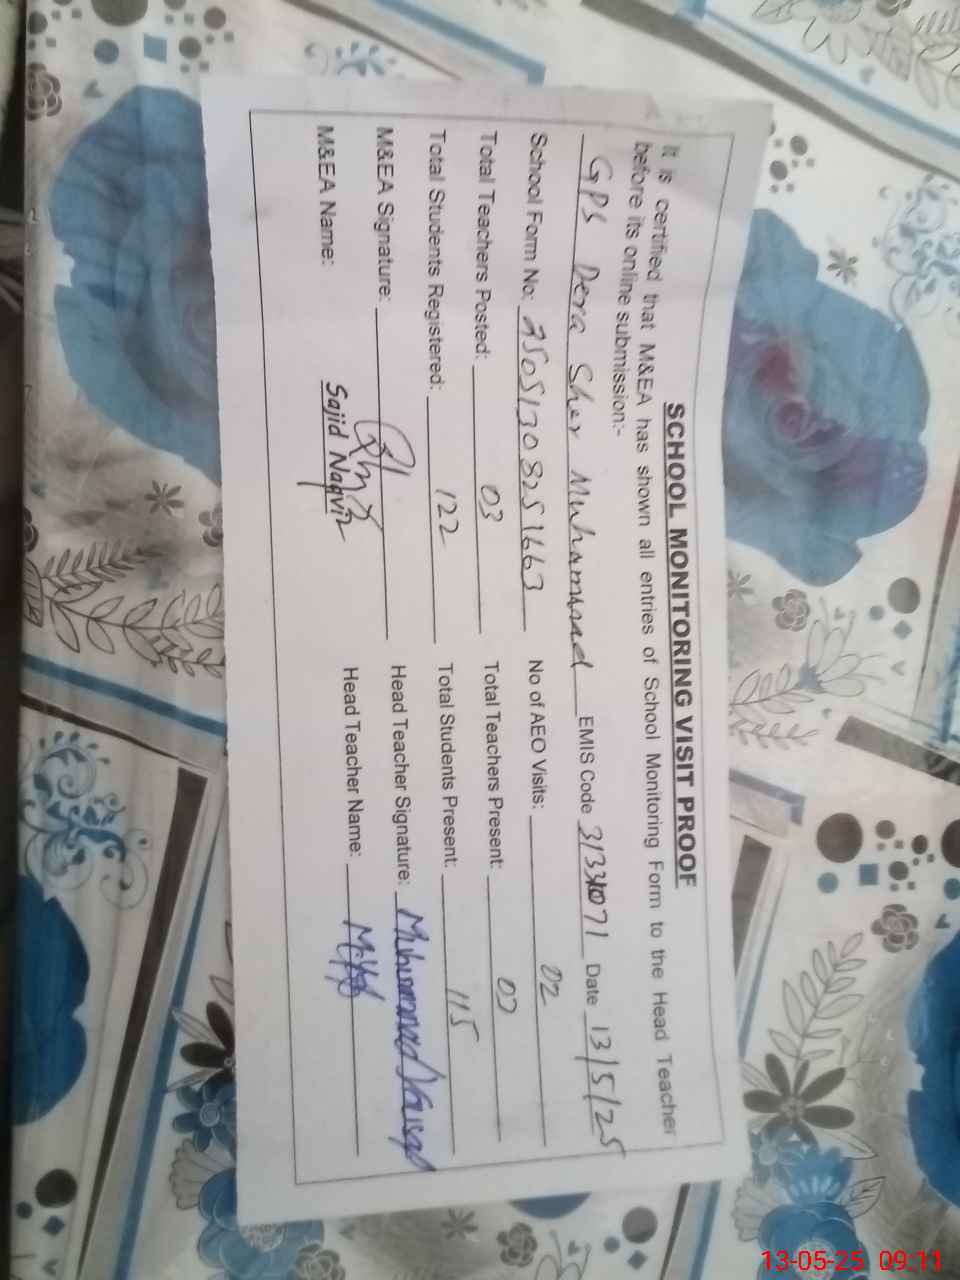 SCHOOL MONITORING VISIT PROOF
It is certified that M&EA has shown all entries of School Monitoring Form to the Head Teacher
before its online submission:-
GPS Dera Sher Muhammad EMIS Code 31331071 Date 13/5/25
School Form No: 3505130825 1663 No of AEO Visits: 02
Total Teachers Posted: 03 Total Teachers Present: 03
Total Students Registered: 122 Total Students Present: 115
M&EA Signature: Head Teacher Signature: Muhammad
M&EA Name: Sajid Naqvi Head Teacher Name:
13-05-25 09:11